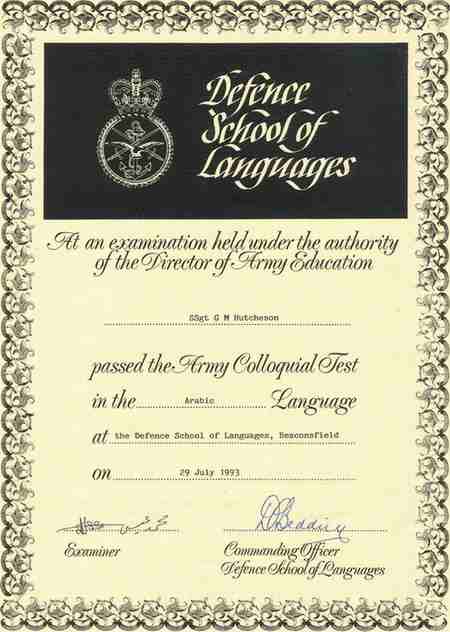 Defence
School of
Languages
At an examination held under the authority
of the Director of Army Education
SSgt G M Hutcheson
passed the Army Colloquial Test
in the Arabic Language
at the Defence School of Languages, Beaconsfield
on 29 July 1993
Examiner
Commanding Officer
Defence School of Languages